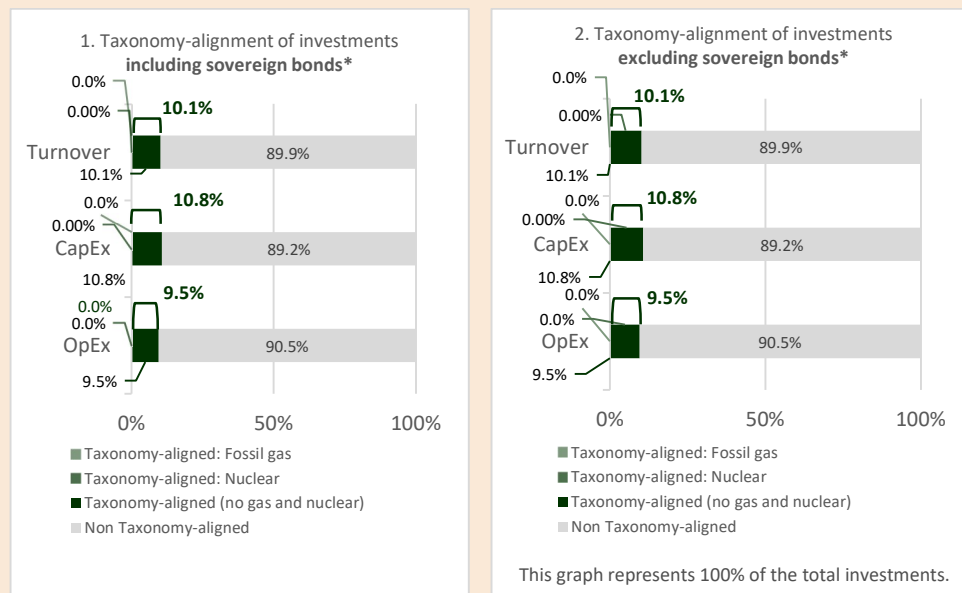 1. Taxonomy-alignment of investments
including sovereign bonds*
0.0%
0.00%
10.1%
Turnover
89.9%
10.1%
0.0%
10.8%
0.00%
CapEx
89.2%
10.8%
9.5%
0.0%
0.0%
OpEx
90.5%
9.5%
0%
50%
100%
Taxonomy-aligned: Fossil gas
Taxonomy-aligned: Nuclear
Taxonomy-aligned (no gas and nuclear)
Non Taxonomy-aligned
2. Taxonomy-alignment of investments
excluding sovereign bonds*
0.0%
10.1%
0.00%
Turnover
89.9%
10.1%
0.0%
10.8%
0.00%
CapEx
89.2%
10.8%
0.0%
9.5%
0.0%
OpEx
90.5%
9.5%
0%
50%
100%
Taxonomy-aligned: Fossil gas
Taxonomy-aligned: Nuclear
Taxonomy-aligned (no gas and nuclear)
Non Taxonomy-aligned
This graph represents 100% of the total investments.